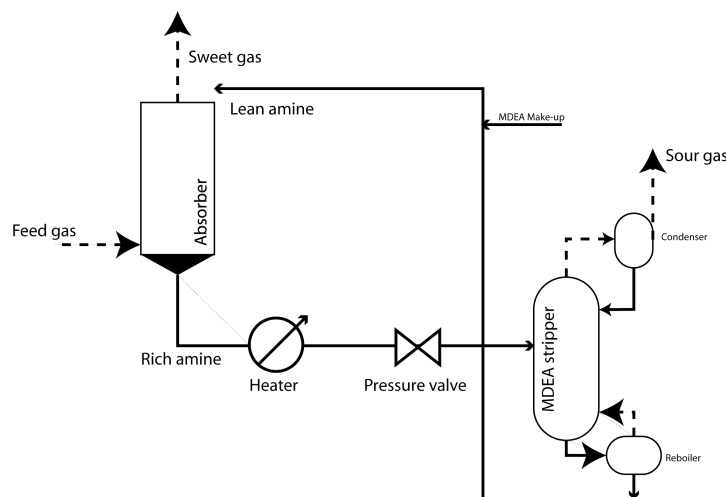 Sweet gas
Lean amine
MDEA Make-up
Sour gas
Absorber
Feed gas
Condenser
MDEA stripper
Rich amine
Heater
Pressure valve
Reboiler